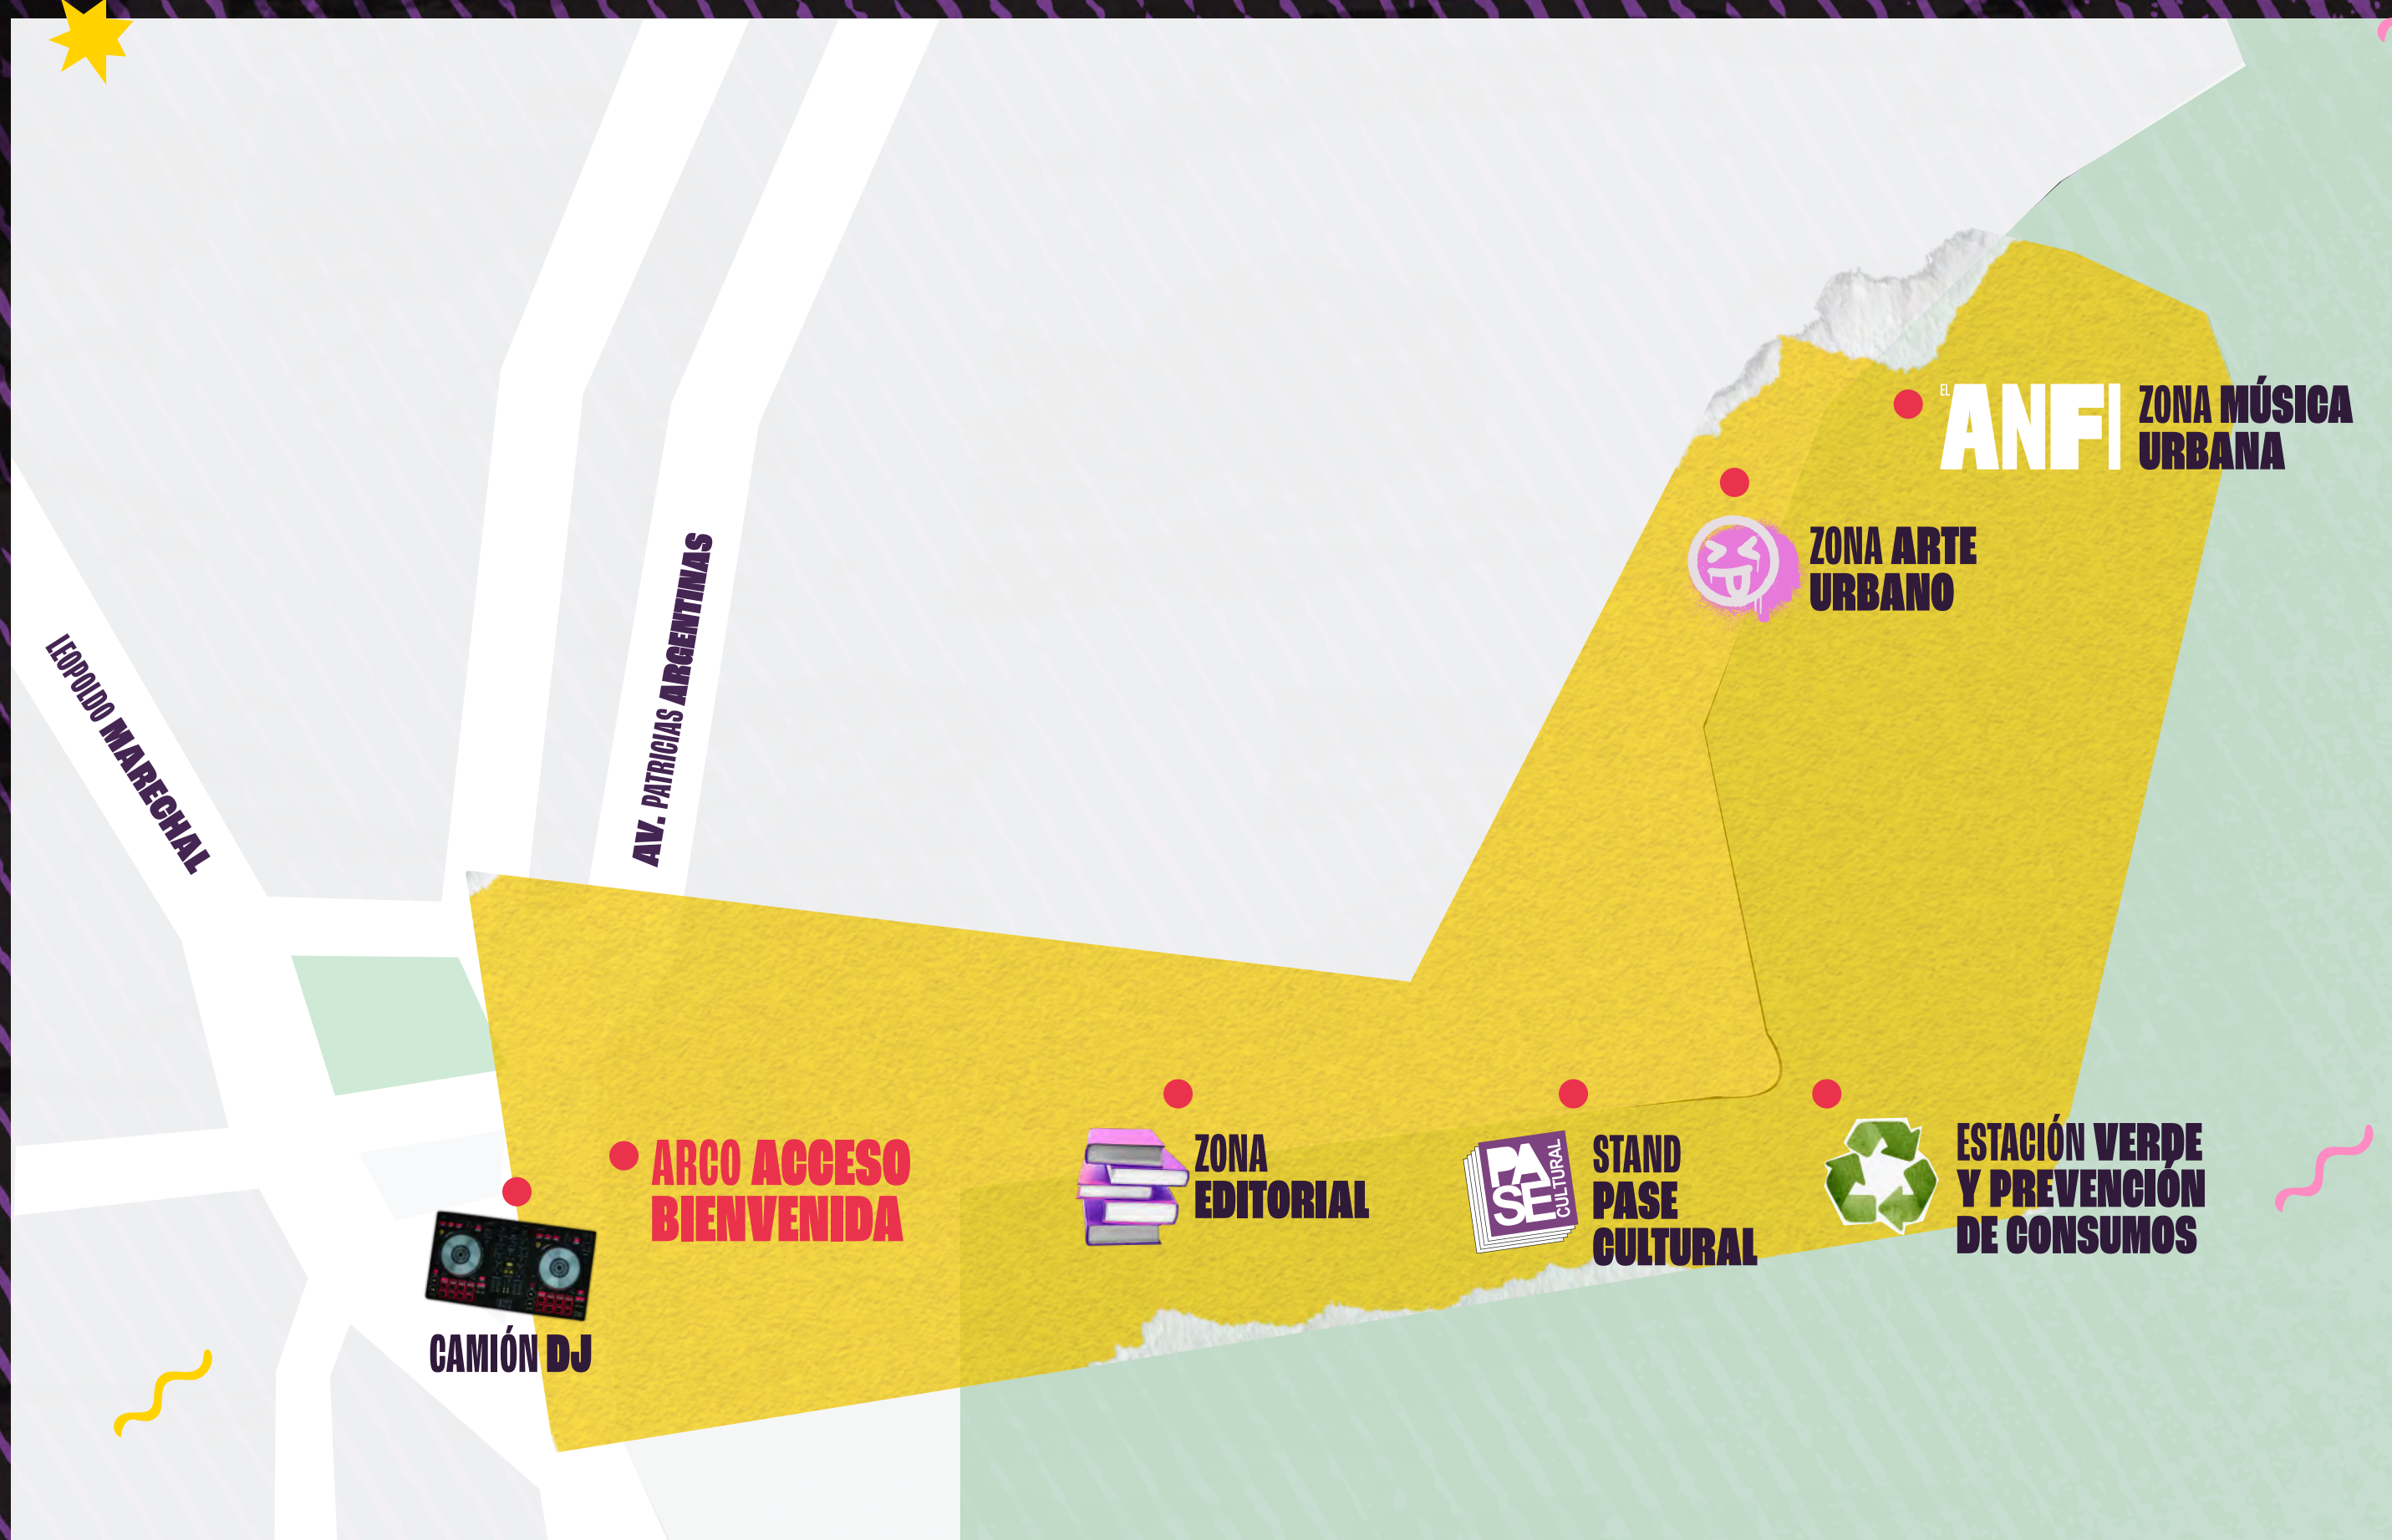 EL
ANFI
ZONA MÚSICA
URBANA
ZONA ARTE
URBANO
LEOPOLDO MARECHAL
AV. PATRICIAS ARGENTINAS
ARCO ACCESO
BIENVENIDA
CAMIÓN DJ
ZONA
EDITORIAL
PA
SE
CULTURAL
STAND
PASE
CULTURAL
ESTACIÓN VERDE
Y PREVENCIÓN
DE CONSUMOS